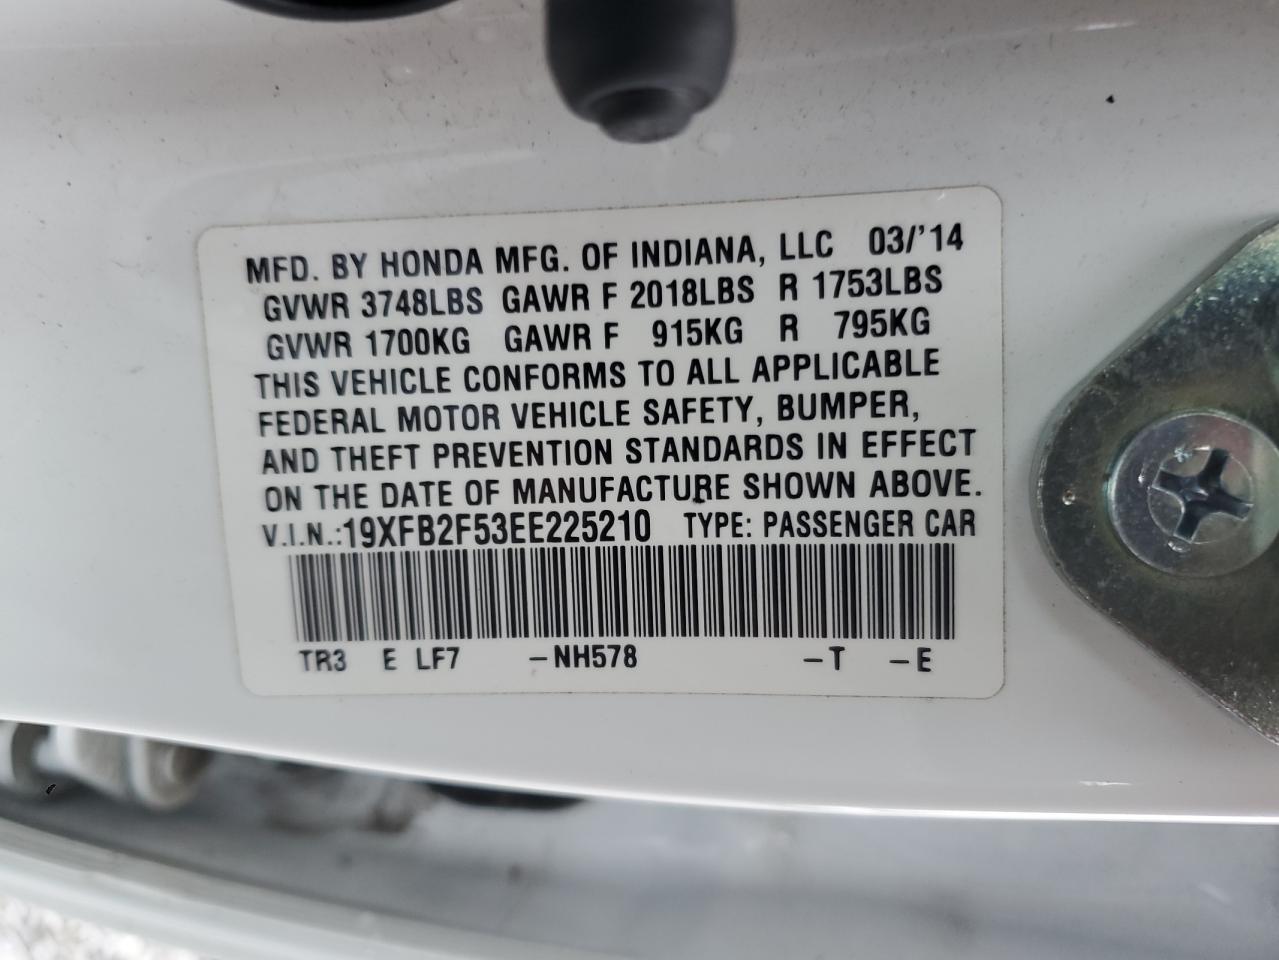 MFD. BY HONDA MFG. OF INDIANA, LLC 03/'14
GVWR 3748LBS GAWR F 2018LBS R 1753LBS
GVWR 1700KG GAWR F 915KG R 795KG
THIS VEHICLE CONFORMS TO ALL APPLICABLE
FEDERAL MOTOR VEHICLE SAFETY, BUMPER,
AND THEFT PREVENTION STANDARDS IN EFFECT
ON THE DATE OF MANUFACTURE SHOWN ABOVE.
V.I.N.:19XFB2F53EE225210 TYPE: PASSENGER CAR
TR3 E LF7 -NH578 -T -E